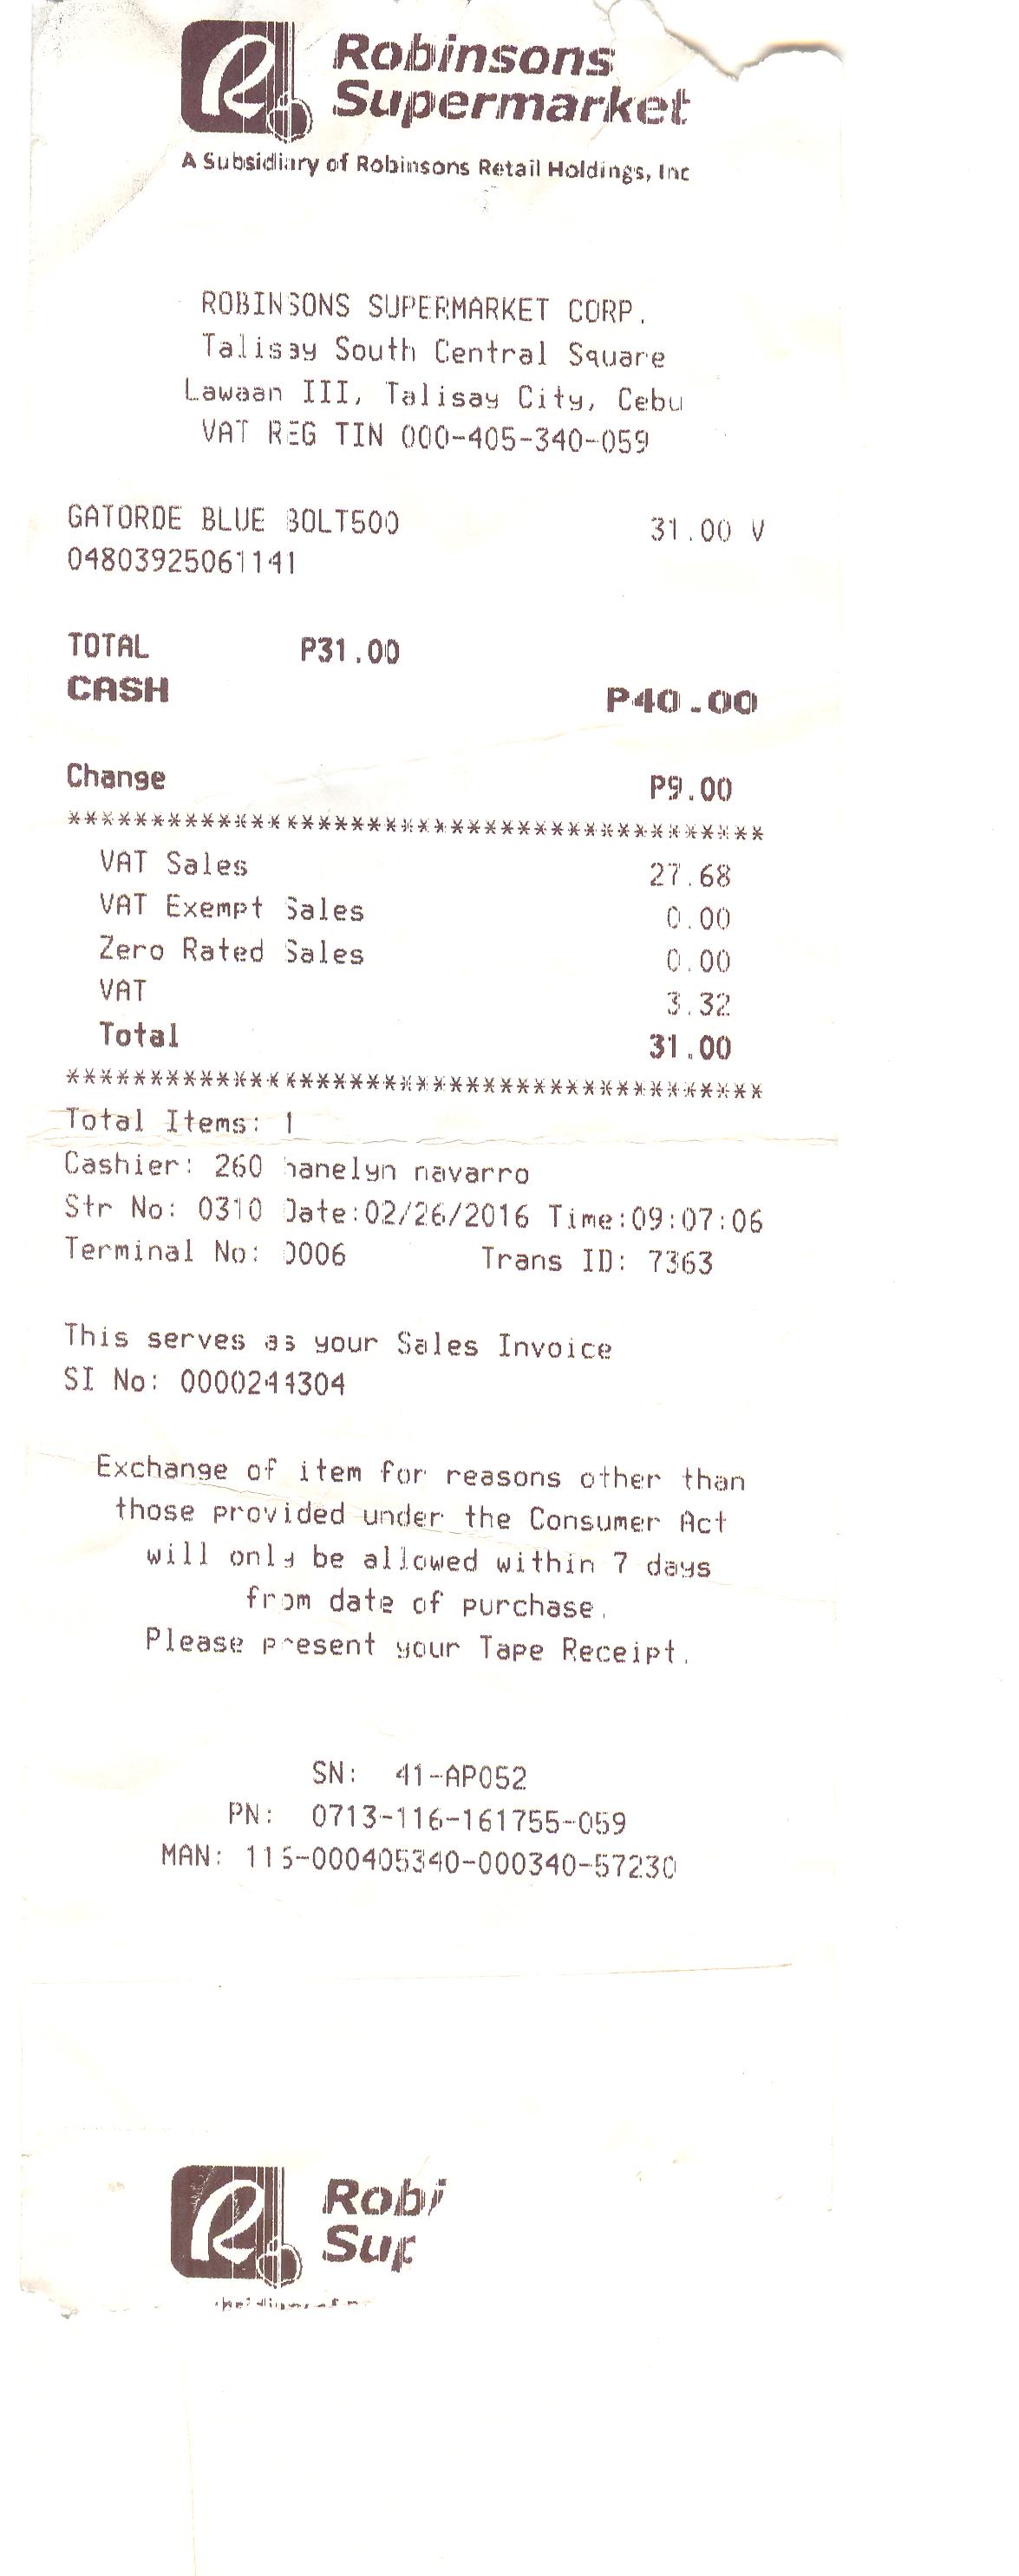 Robinsons
Supermarket
A Subsidiary of Robinsons Retail Holdings, Inc
ROBINSONS SUPERMARKET CORP.
Talisay South Central Square
Lawaan III, Talisay City, Cebu
VAT REG TIN 000-405-340-059
GATORDE BLUE BOLT500 31.00 V
04803925061141
TOTAL P31.00
CASH P40.00
Change P9.00
******************************************
VAT Sales 27.68
VAT Exempt Sales 0.00
Zero Rated Sales 0.00
VAT 3.32
Total 31.00
******************************************
Total Items: 1
Cashier: 260 navarro
Str No: 0310 Date:02/26/2016 Time:09:07:06
Terminal No: 0006 Trans ID: 7363
This serves as your Sales Invoice
SI No: 0000244304
Exchange of item for reasons other than
those provided under the Consumer Act
will only be allowed within 7 days
from date of purchase.
Please present your Tape Receipt.
SN: 41-AP052
PN: 0713-116-161755-059
MAN: 116-000405340-000340-57230
Robi
Sup